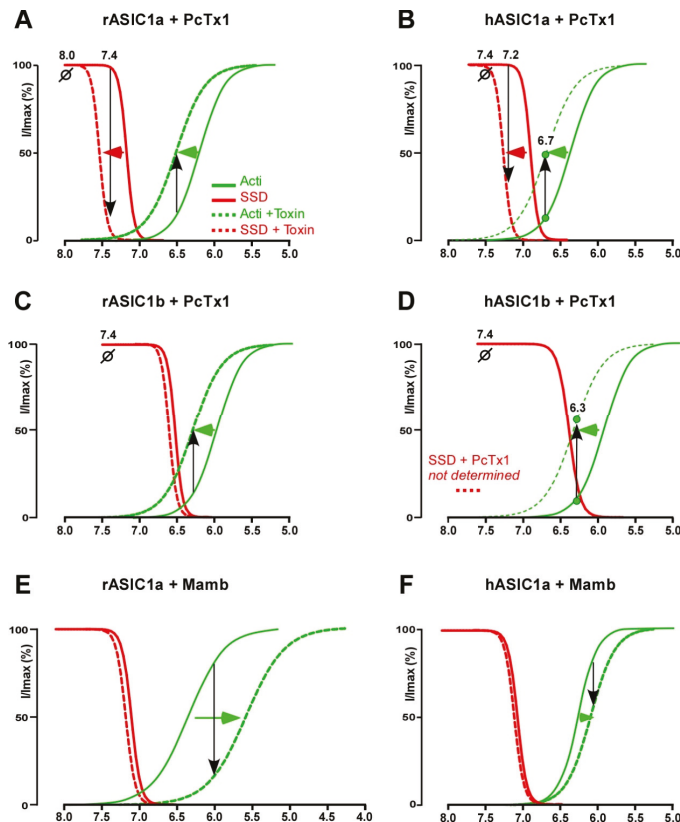 A
rASIC1a + PcTx1
8.0 7.4
Ø
I/Imax (%)
100
50
0
Acti
SSD
Acti +Toxin
SSD + Toxin
8.0 7.5 7.0 6.5 6.0 5.5 5.0
B
hASIC1a + PcTx1
7.4 7.2
Ø
6.7
I/Imax (%)
100
50
0
8.0 7.5 7.0 6.5 6.0 5.5 5.0
C
rASIC1b + PcTx1
7.4
Ø
I/Imax (%)
100
50
0
8.0 7.5 7.0 6.5 6.0 5.5 5.0
D
hASIC1b + PcTx1
7.4
Ø
6.3
I/Imax (%)
100
50
0
SSD + PcTx1
not determined
8.0 7.5 7.0 6.5 6.0 5.5 5.0
E
rASIC1a + Mamb
I/Imax (%)
100
50
0
8.0 7.5 7.0 6.5 6.0 5.5 5.0 4.5 4.0
F
hASIC1a + Mamb
I/Imax (%)
100
50
0
8.0 7.5 7.0 6.5 6.0 5.5 5.0